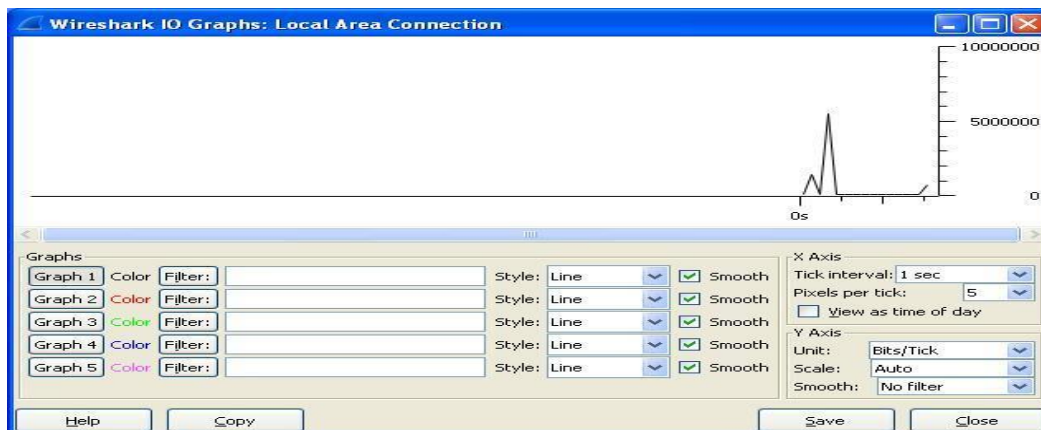 Wireshark IO Graphs: Local Area Connection
10000000
5000000
0
0s
Graphs
Graph 1 Color Filter: Style: Line Smooth
Graph 2 Color Filter: Style: Line Smooth
Graph 3 Color Filter: Style: Line Smooth
Graph 4 Color Filter: Style: Line Smooth
Graph 5 Color Filter: Style: Line Smooth
X Axis
Tick interval: 1 sec
Pixels per tick: 5
View as time of day
Y Axis
Unit: Bits/Tick
Scale: Auto
Smooth: No filter
Help Copy Save Close